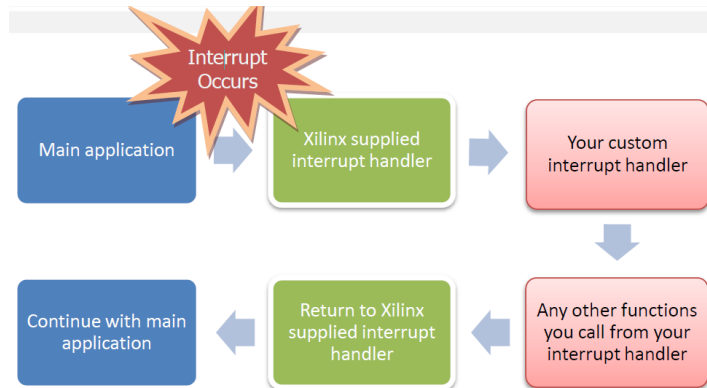 Interrupt
Occurs
Main application
Xilinx supplied
interrupt handler
Your custom
interrupt handler
Continue with main
application
Return to Xilinx
supplied interrupt
handler
Any other functions
you call from your
interrupt handler